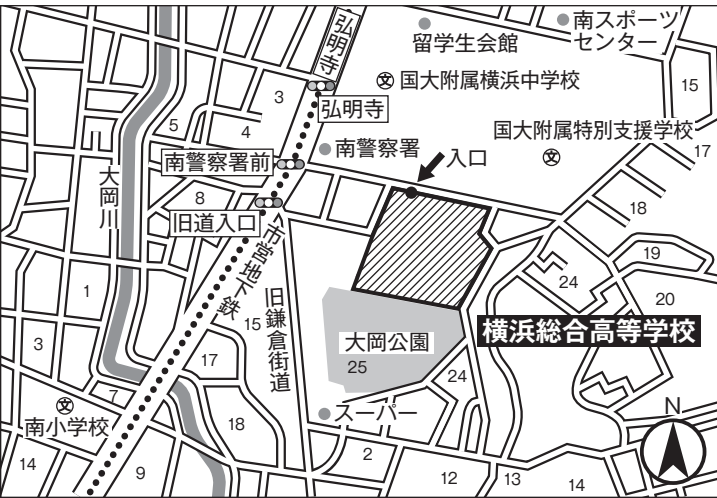 南スポーツ
センター
留学生会館
弘明寺
国大附属横浜中学校
15
3
弘明寺
5
4
国大附属特別支援学校
南警察署
入口
17
南警察署前
大岡川
8
18
旧道入口
市営地下鉄
19
24
1
20
旧鎌倉街道
15
横浜総合高等学校
大岡公園
3
17
25
24
7
N
南小学校
18
スーパー
14
9
2
12
13
14
文
文
文